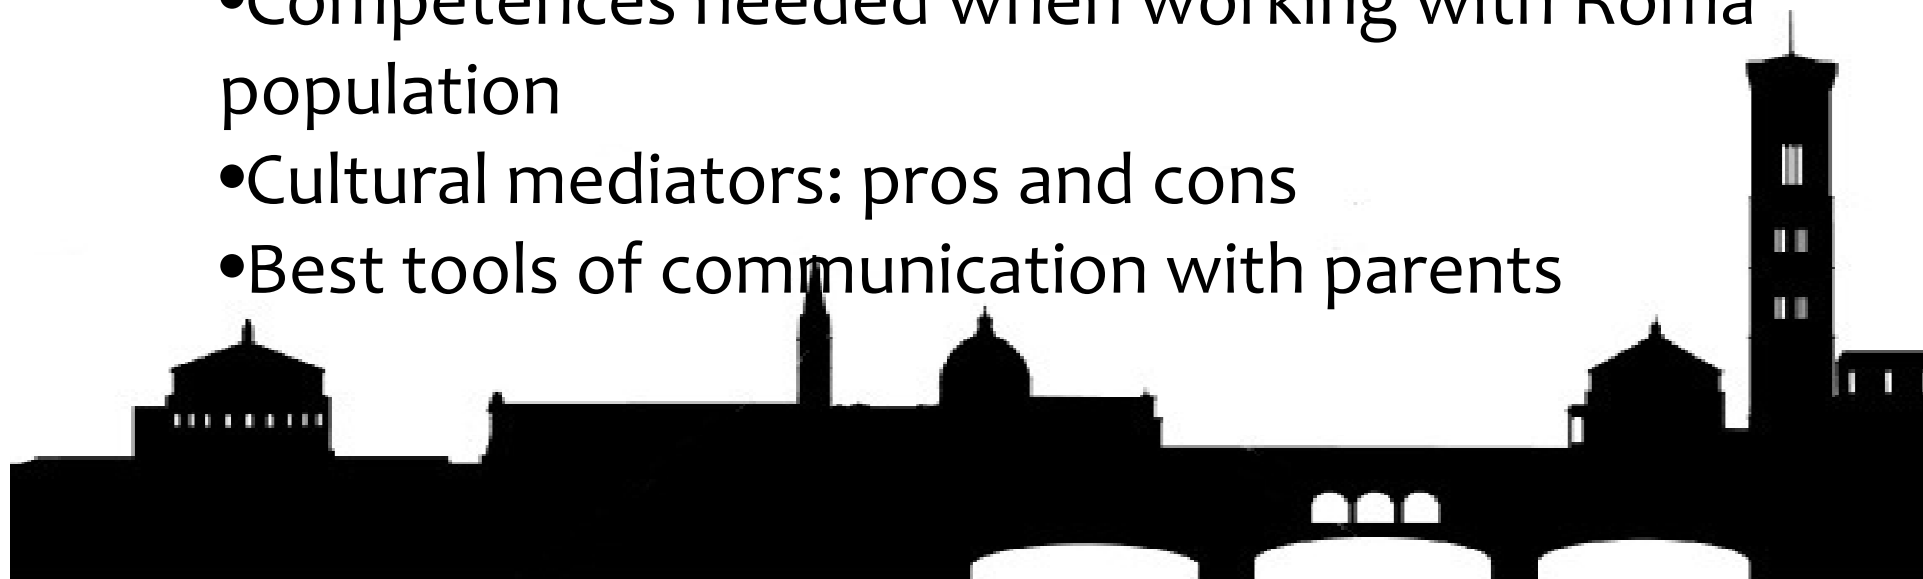 •Competences needed when working with Roma
population
•Cultural mediators: pros and cons
•Best tools of communication with parents